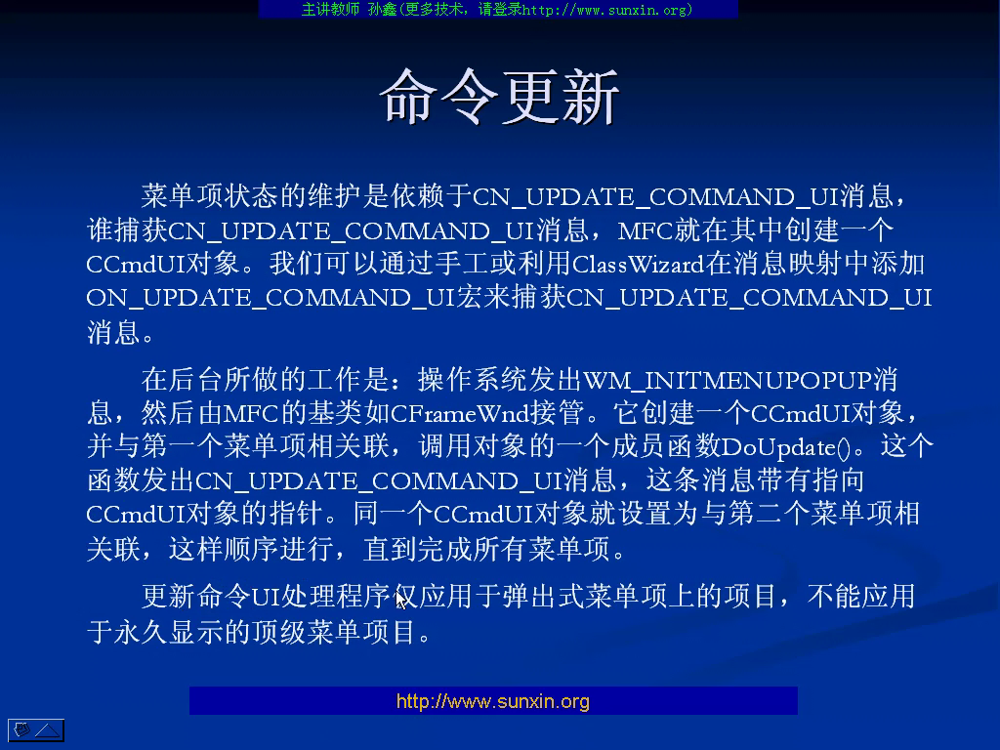 主讲教师 孙鑫(更多技术，请登录http://www.sunxin.org)
命令更新
菜单项状态的维护是依赖于CN_UPDATE_COMMAND_UI消息，
谁捕获CN_UPDATE_COMMAND_UI消息，MFC就在其中创建一个
CCmdUI对象。我们可以通过手工或利用ClassWizard在消息映射中添加
ON_UPDATE_COMMAND_UI宏来捕获CN_UPDATE_COMMAND_UI
消息。
在后台所做的工作是：操作系统发出WM_INITMENUPOPUP消
息，然后由MFC的基类如CFrameWnd接管。它创建一个CCmdUI对象，
并与第一个菜单项相关联，调用对象的一个成员函数DoUpdate()。这个
函数发出CN_UPDATE_COMMAND_UI消息，这条消息带有指向
CCmdUI对象的指针。同一个CCmdUI对象就设置为与第二个菜单项相
关联，这样顺序进行，直到完成所有菜单项。
更新命令UI处理程序仅应用于弹出式菜单项上的项目，不能应用
于永久显示的顶级菜单项目。
http://www.sunxin.org